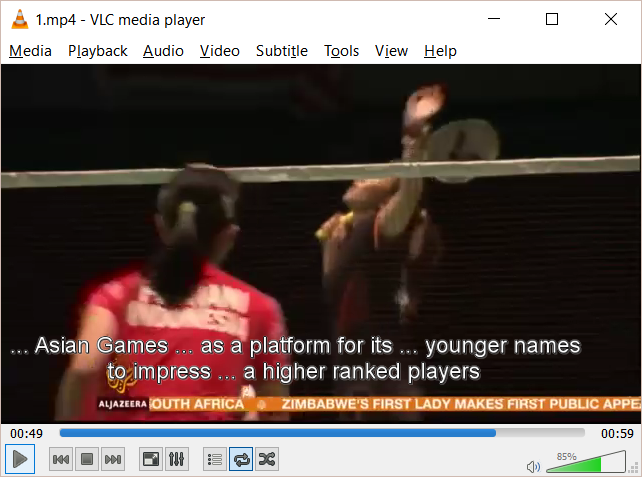 1.mp4 - VLC media player
Media Playback Audio Video Subtitle Tools View Help
INDONESIA
... Asian Games ... as a platform for its ... younger names
to impress ... a higher ranked players
ALJAZEERA
OUTH AFRICA ZIMBABWE'S FIRST LADY MAKES FIRST PUBLIC APPEA
00:49 00:59
85%